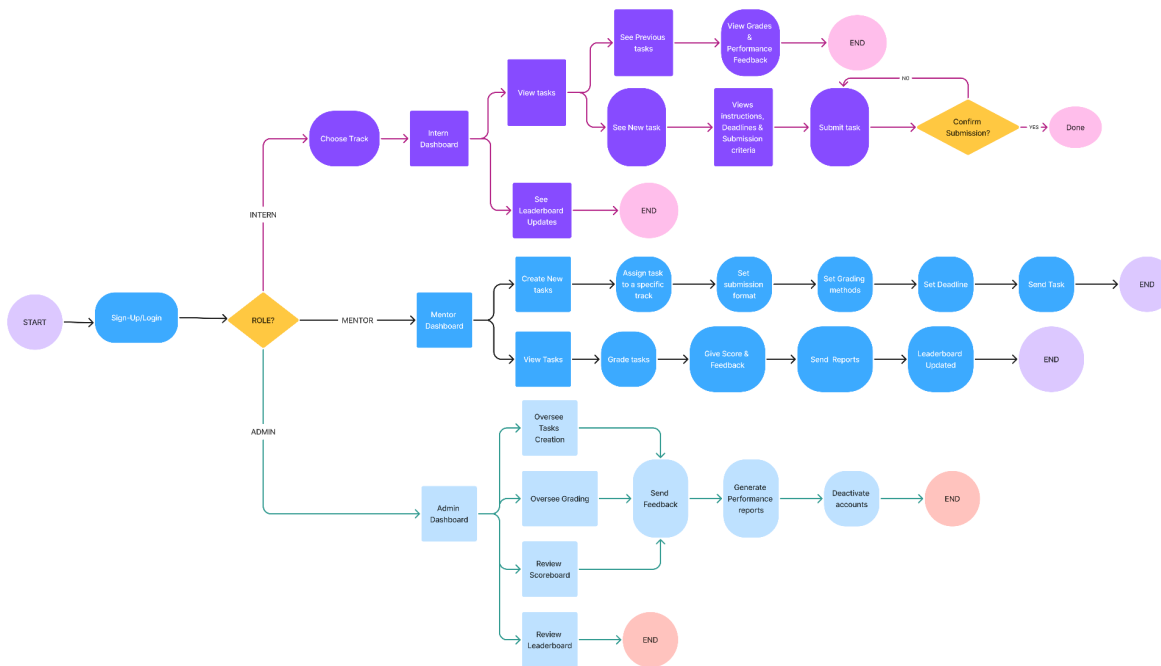 See Previous
tasks
View Grades
&
Performance
Feedback
END
View tasks
See New task
Views
instructions,
Deadlines &
Submission
criteria
Submit task
NO
Confirm
Submission?
YES
Done
Choose Track
Intern
Dashboard
See
Leaderboard
Updates
END
INTERN
START
Sign-Up/Login
ROLE?
MENTOR
Mentor
Dashboard
Create New
tasks
Assign task
to a specific
track
Set
submission
format
Set Grading
methods
Set Deadline
Send Task
END
View Tasks
Grade tasks
Give Score &
Feedback
Send Reports
Leaderboard
Updated
END
ADMIN
Admin
Dashboard
Oversee
Tasks
Creation
Oversee Grading
Review
Scoreboard
Send
Feedback
Generate
Performance
reports
Deactivate
accounts
END
Review
Leaderboard
END